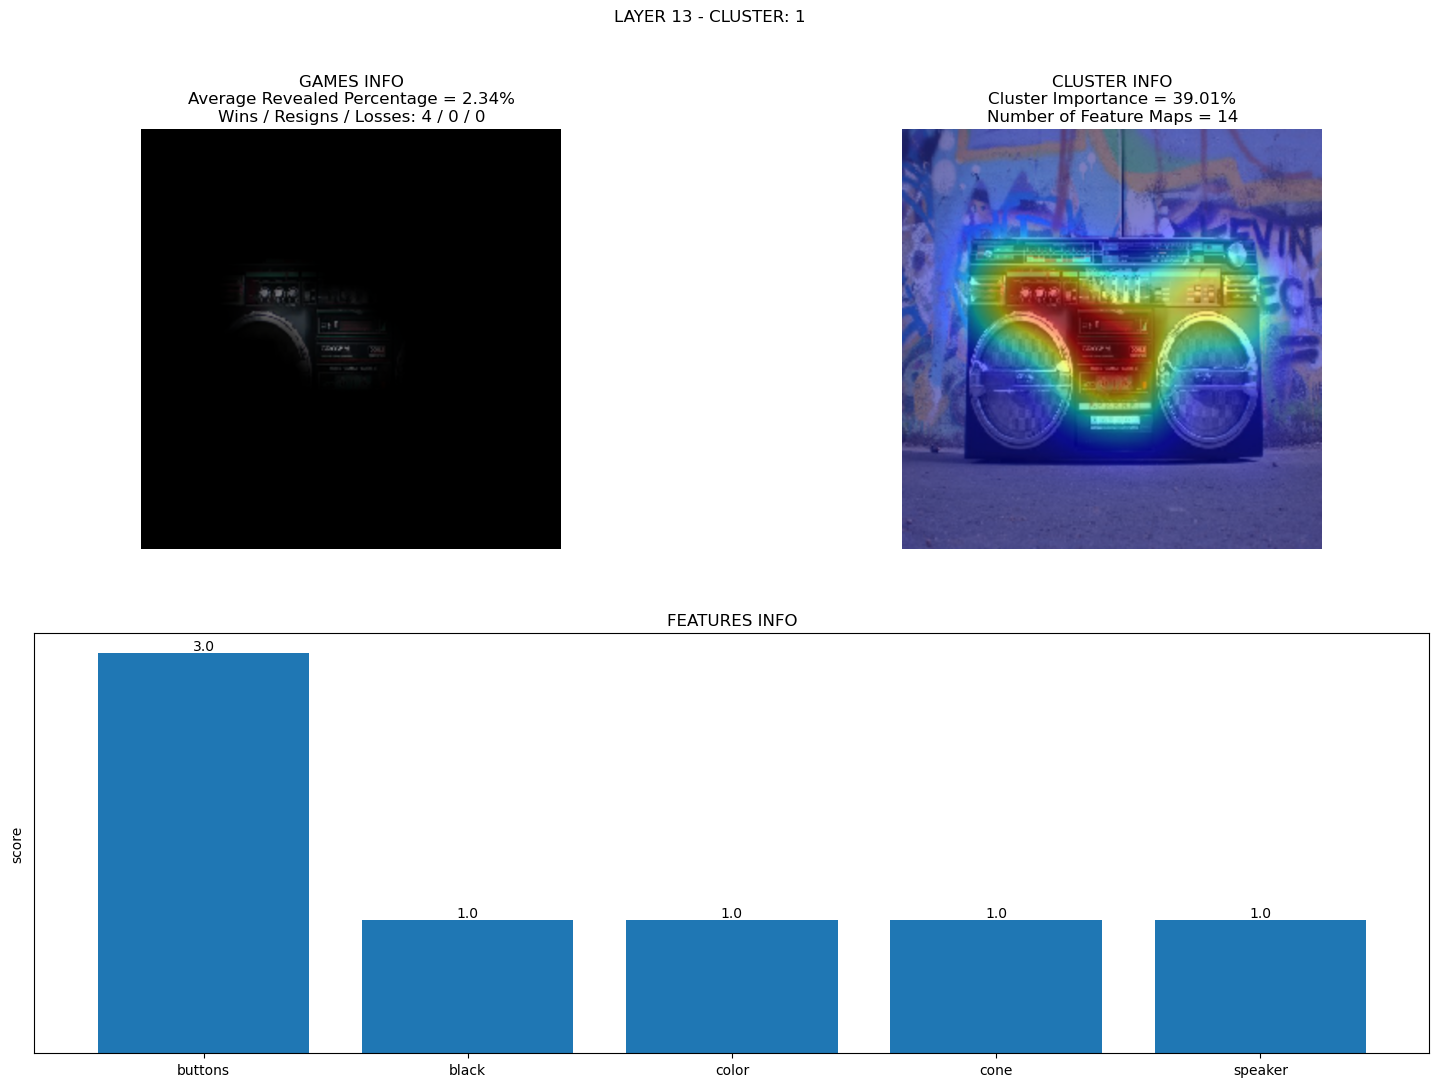 LAYER 13 - CLUSTER: 1
GAMES INFO
Average Revealed Percentage = 2.34%
Wins / Resigns / Losses: 4 / 0 / 0
CLUSTER INFO
Cluster Importance = 39.01%
Number of Feature Maps = 14
EVIN
ECH
FEATURES INFO
score
3.0
1.0
1.0
1.0
1.0
buttons
black
color
cone
speaker